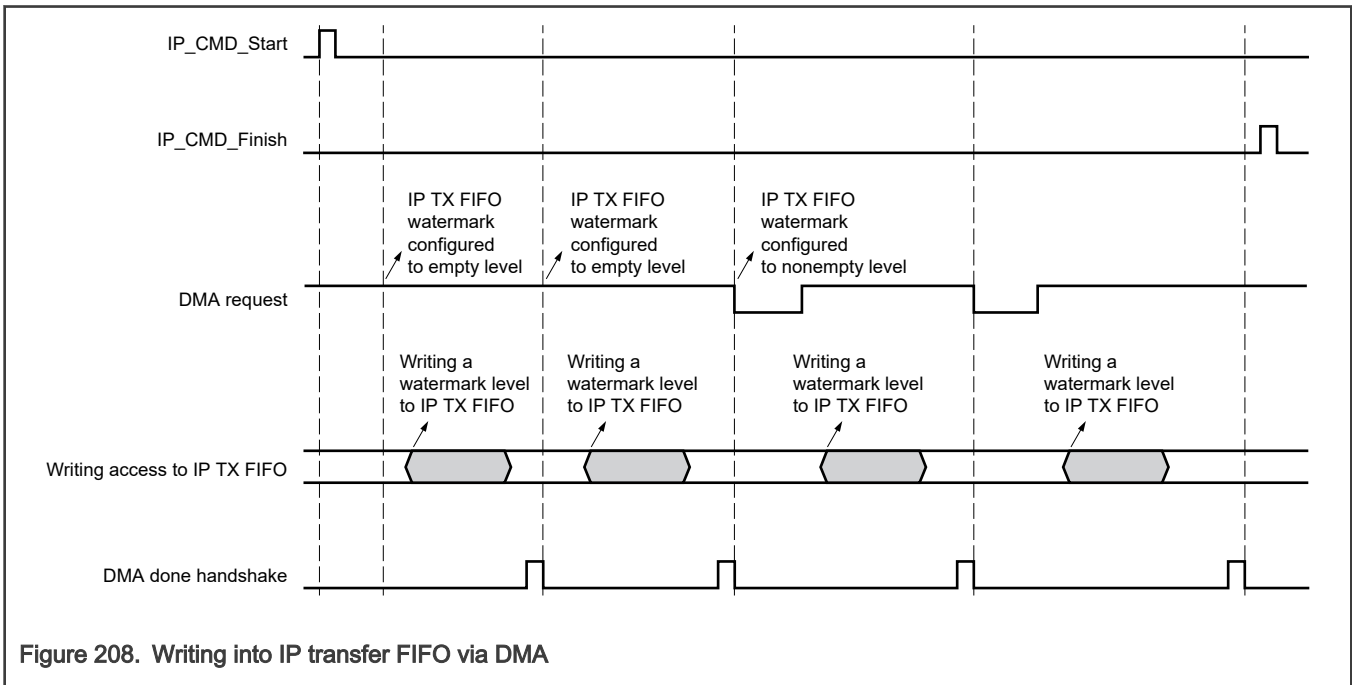 IP_CMD_Start
IP_CMD_Finish
IP TX FIFO
watermark
configured
to empty level
IP TX FIFO
watermark
configured
to empty level
IP TX FIFO
watermark
configured
to nonempty level
DMA request
Writing a
watermark level
to IP TX FIFO
Writing a
watermark level
to IP TX FIFO
Writing a
watermark level
to IP TX FIFO
Writing a
watermark level
to IP TX FIFO
Writing access to IP TX FIFO
DMA done handshake
Figure 208. Writing into IP transfer FIFO via DMA